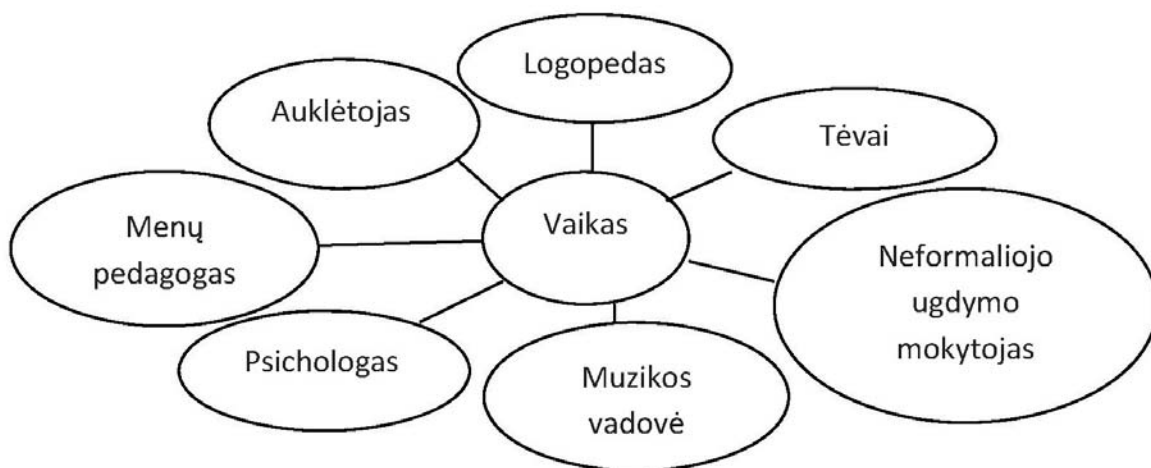 Logopedas
Auklėtojas
Tėvai
Menų
pedagogas
Vaikas
Neformaliojo
ugdymo
mokytojas
Psichologas
Muzikos
vadovė